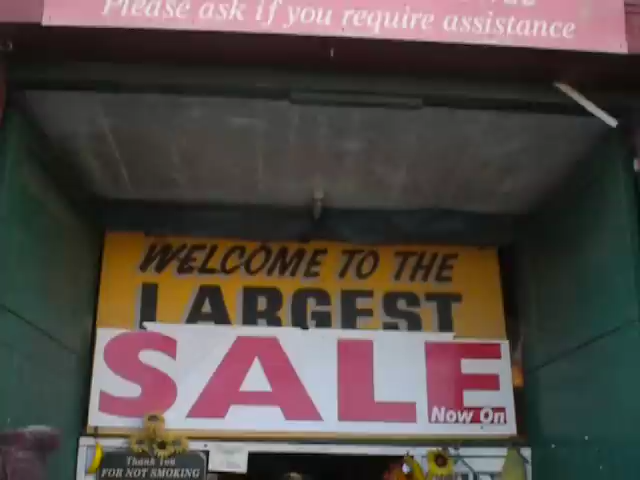 Please ask if you require assistance
WELCOME TO THE
LARGEST
SALE
Now On
Thank You
FOR NOT SMOKING